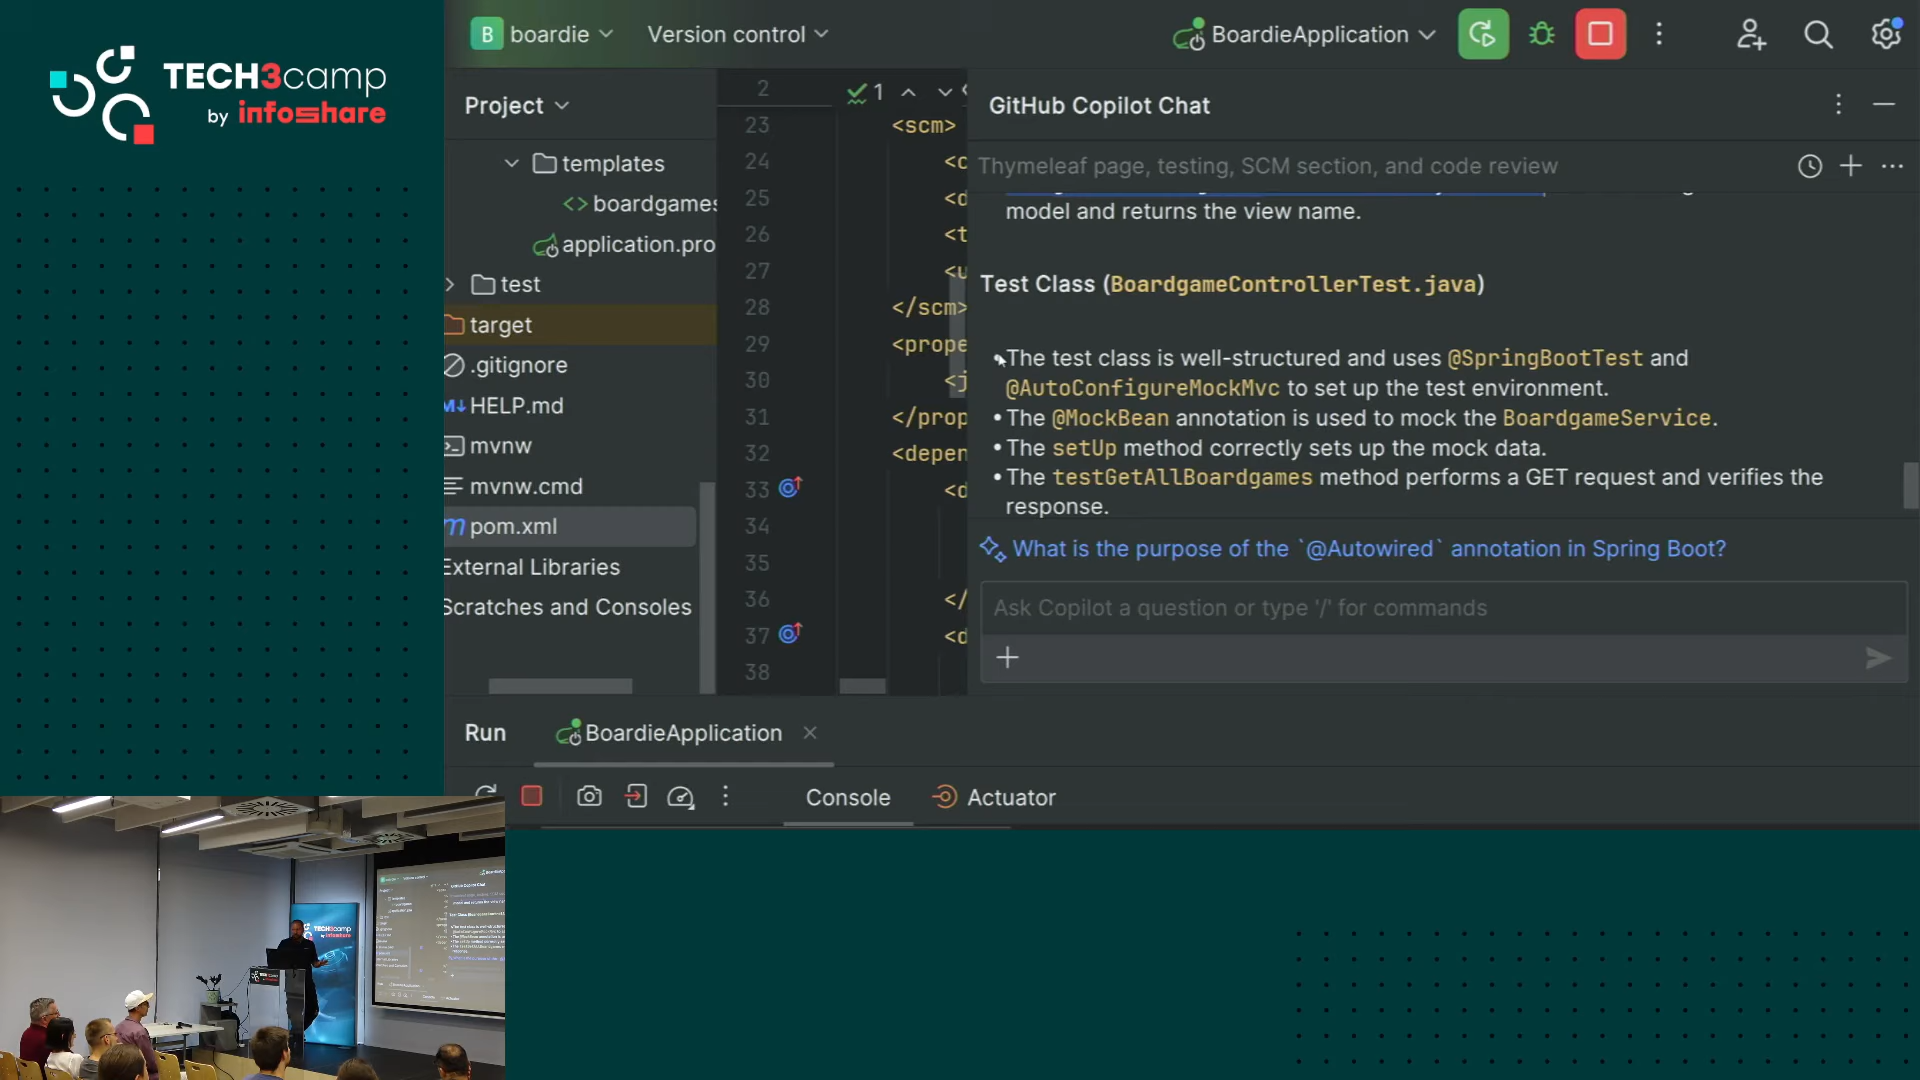 TECH3camp
by infoshare
B boardie
Version control
BoardieApplication
Project
templates
<> boardgames
application.pro
test
target
.gitignore
M↓ HELP.md
mvnw
mvnw.cmd
m pom.xml
External Libraries
Scratches and Consoles
2
1
23 <scm>
24 <c
25 <d
26 <t
27 <u
28 </scm>
29 <prope
30 <j
31 </prop
32 <depen
33 <d
34
35
36 </
37 <d
38
GitHub Copilot Chat
Thymeleaf page, testing, SCM section, and code review
model and returns the view name.
Test Class (BoardgameControllerTest.java)
• The test class is well-structured and uses @SpringBootTest and
@AutoConfigureMockMvc to set up the test environment.
• The @MockBean annotation is used to mock the BoardgameService.
• The setUp method correctly sets up the mock data.
• The testGetAllBoardgames method performs a GET request and verifies the
response.
What is the purpose of the `@Autowired` annotation in Spring Boot?
Ask Copilot a question or type '/' for commands
Run
BoardieApplication
Console
Actuator
TECH3camp
by infoshare